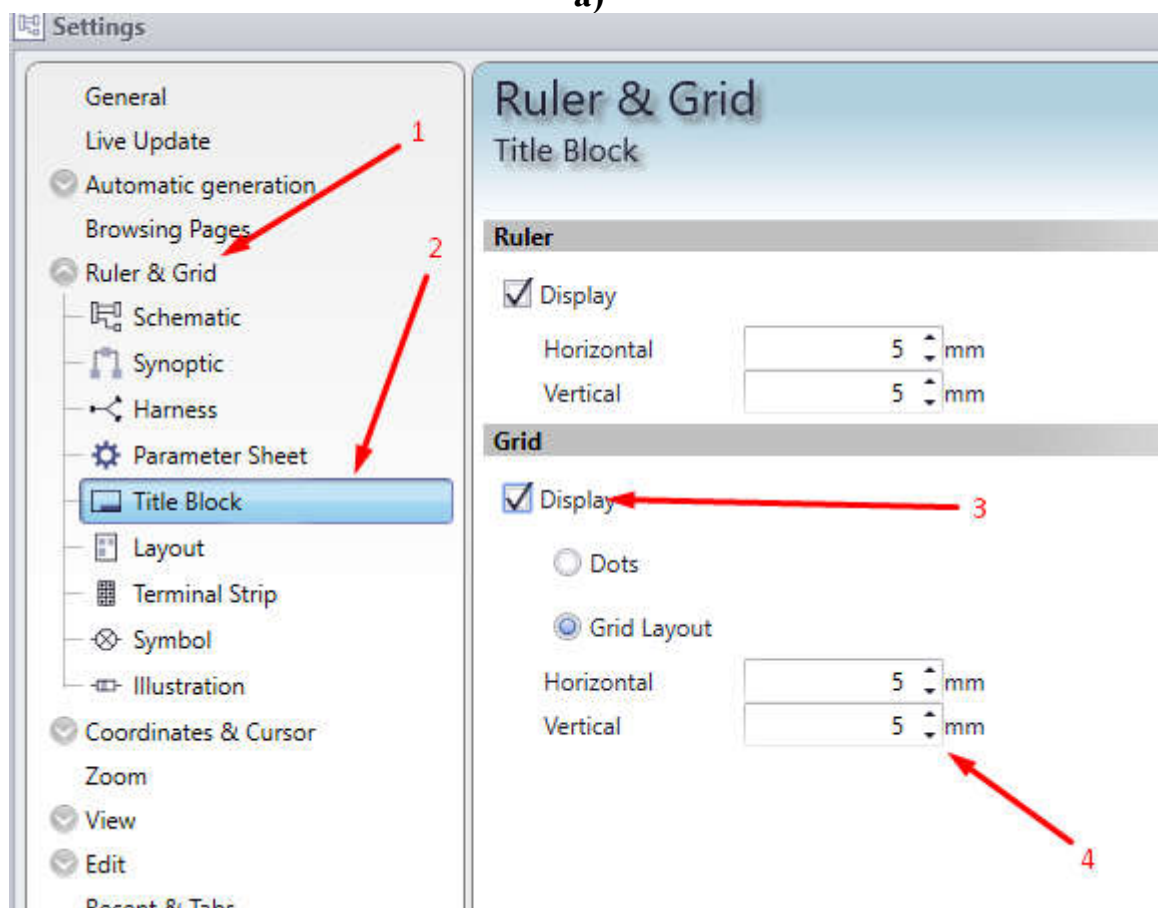 a)
Settings
General
Live Update
1
Automatic generation
Browsing Pages
2
Ruler & Grid
Schematic
Synoptic
Harness
Parameter Sheet
Title Block
Layout
Terminal Strip
Symbol
Illustration
Coordinates & Cursor
Zoom
View
Edit
Recent & Tabs
Ruler & Grid
Title Block
Ruler
Display
Horizontal 5 mm
Vertical 5 mm
Grid
Display
3
Dots
Grid Layout
Horizontal 5 mm
Vertical 5 mm
4